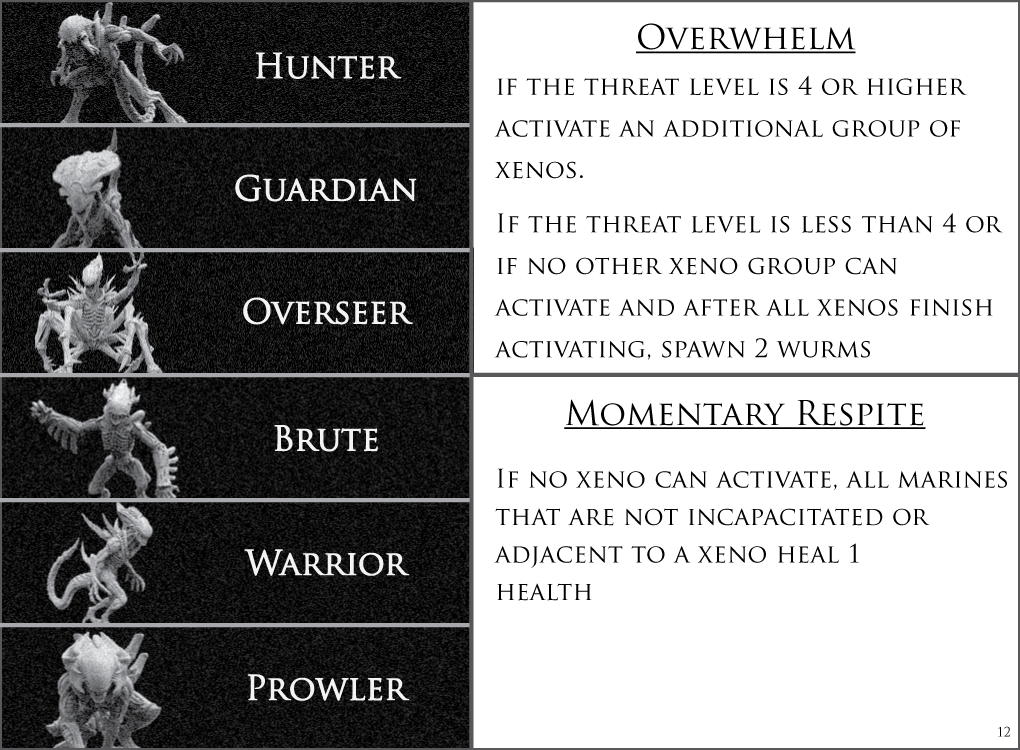 Hunter
Guardian
Overseer
Brute
Warrior
Prowler
Overwhelm
if the threat level is 4 or higher
activate an additional group of
xenos.
If the threat level is less than 4 or
if no other xeno group can
activate and after all xenos finish
activating, spawn 2 wurms
Momentary Respite
If no xeno can activate, all marines
that are not incapacitated or
adjacent to a xeno heal 1
health
12